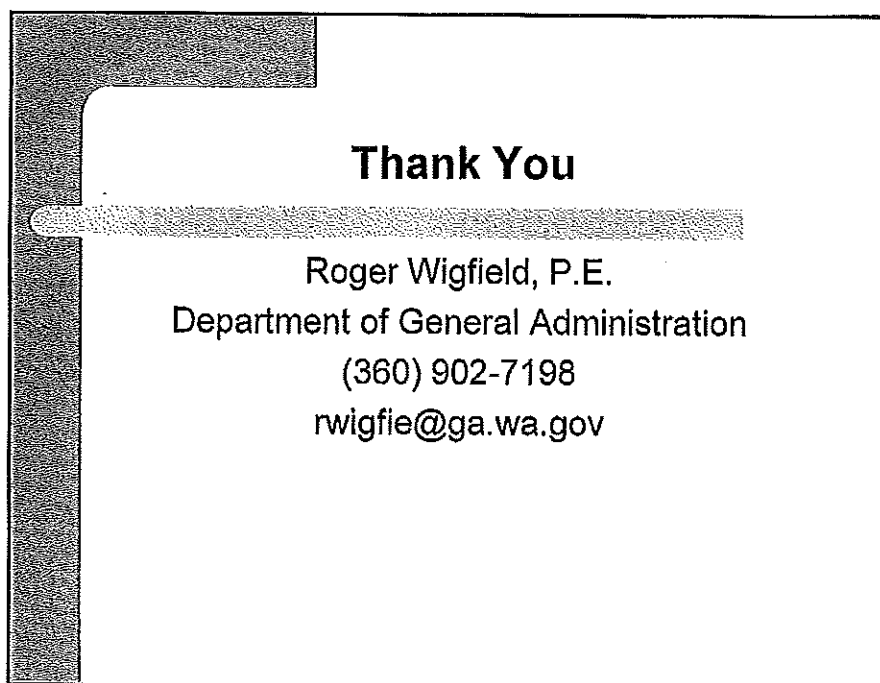 Thank You
Roger Wigfield, P.E.
Department of General Administration
(360) 902-7198
rwigfie@ga.wa.gov